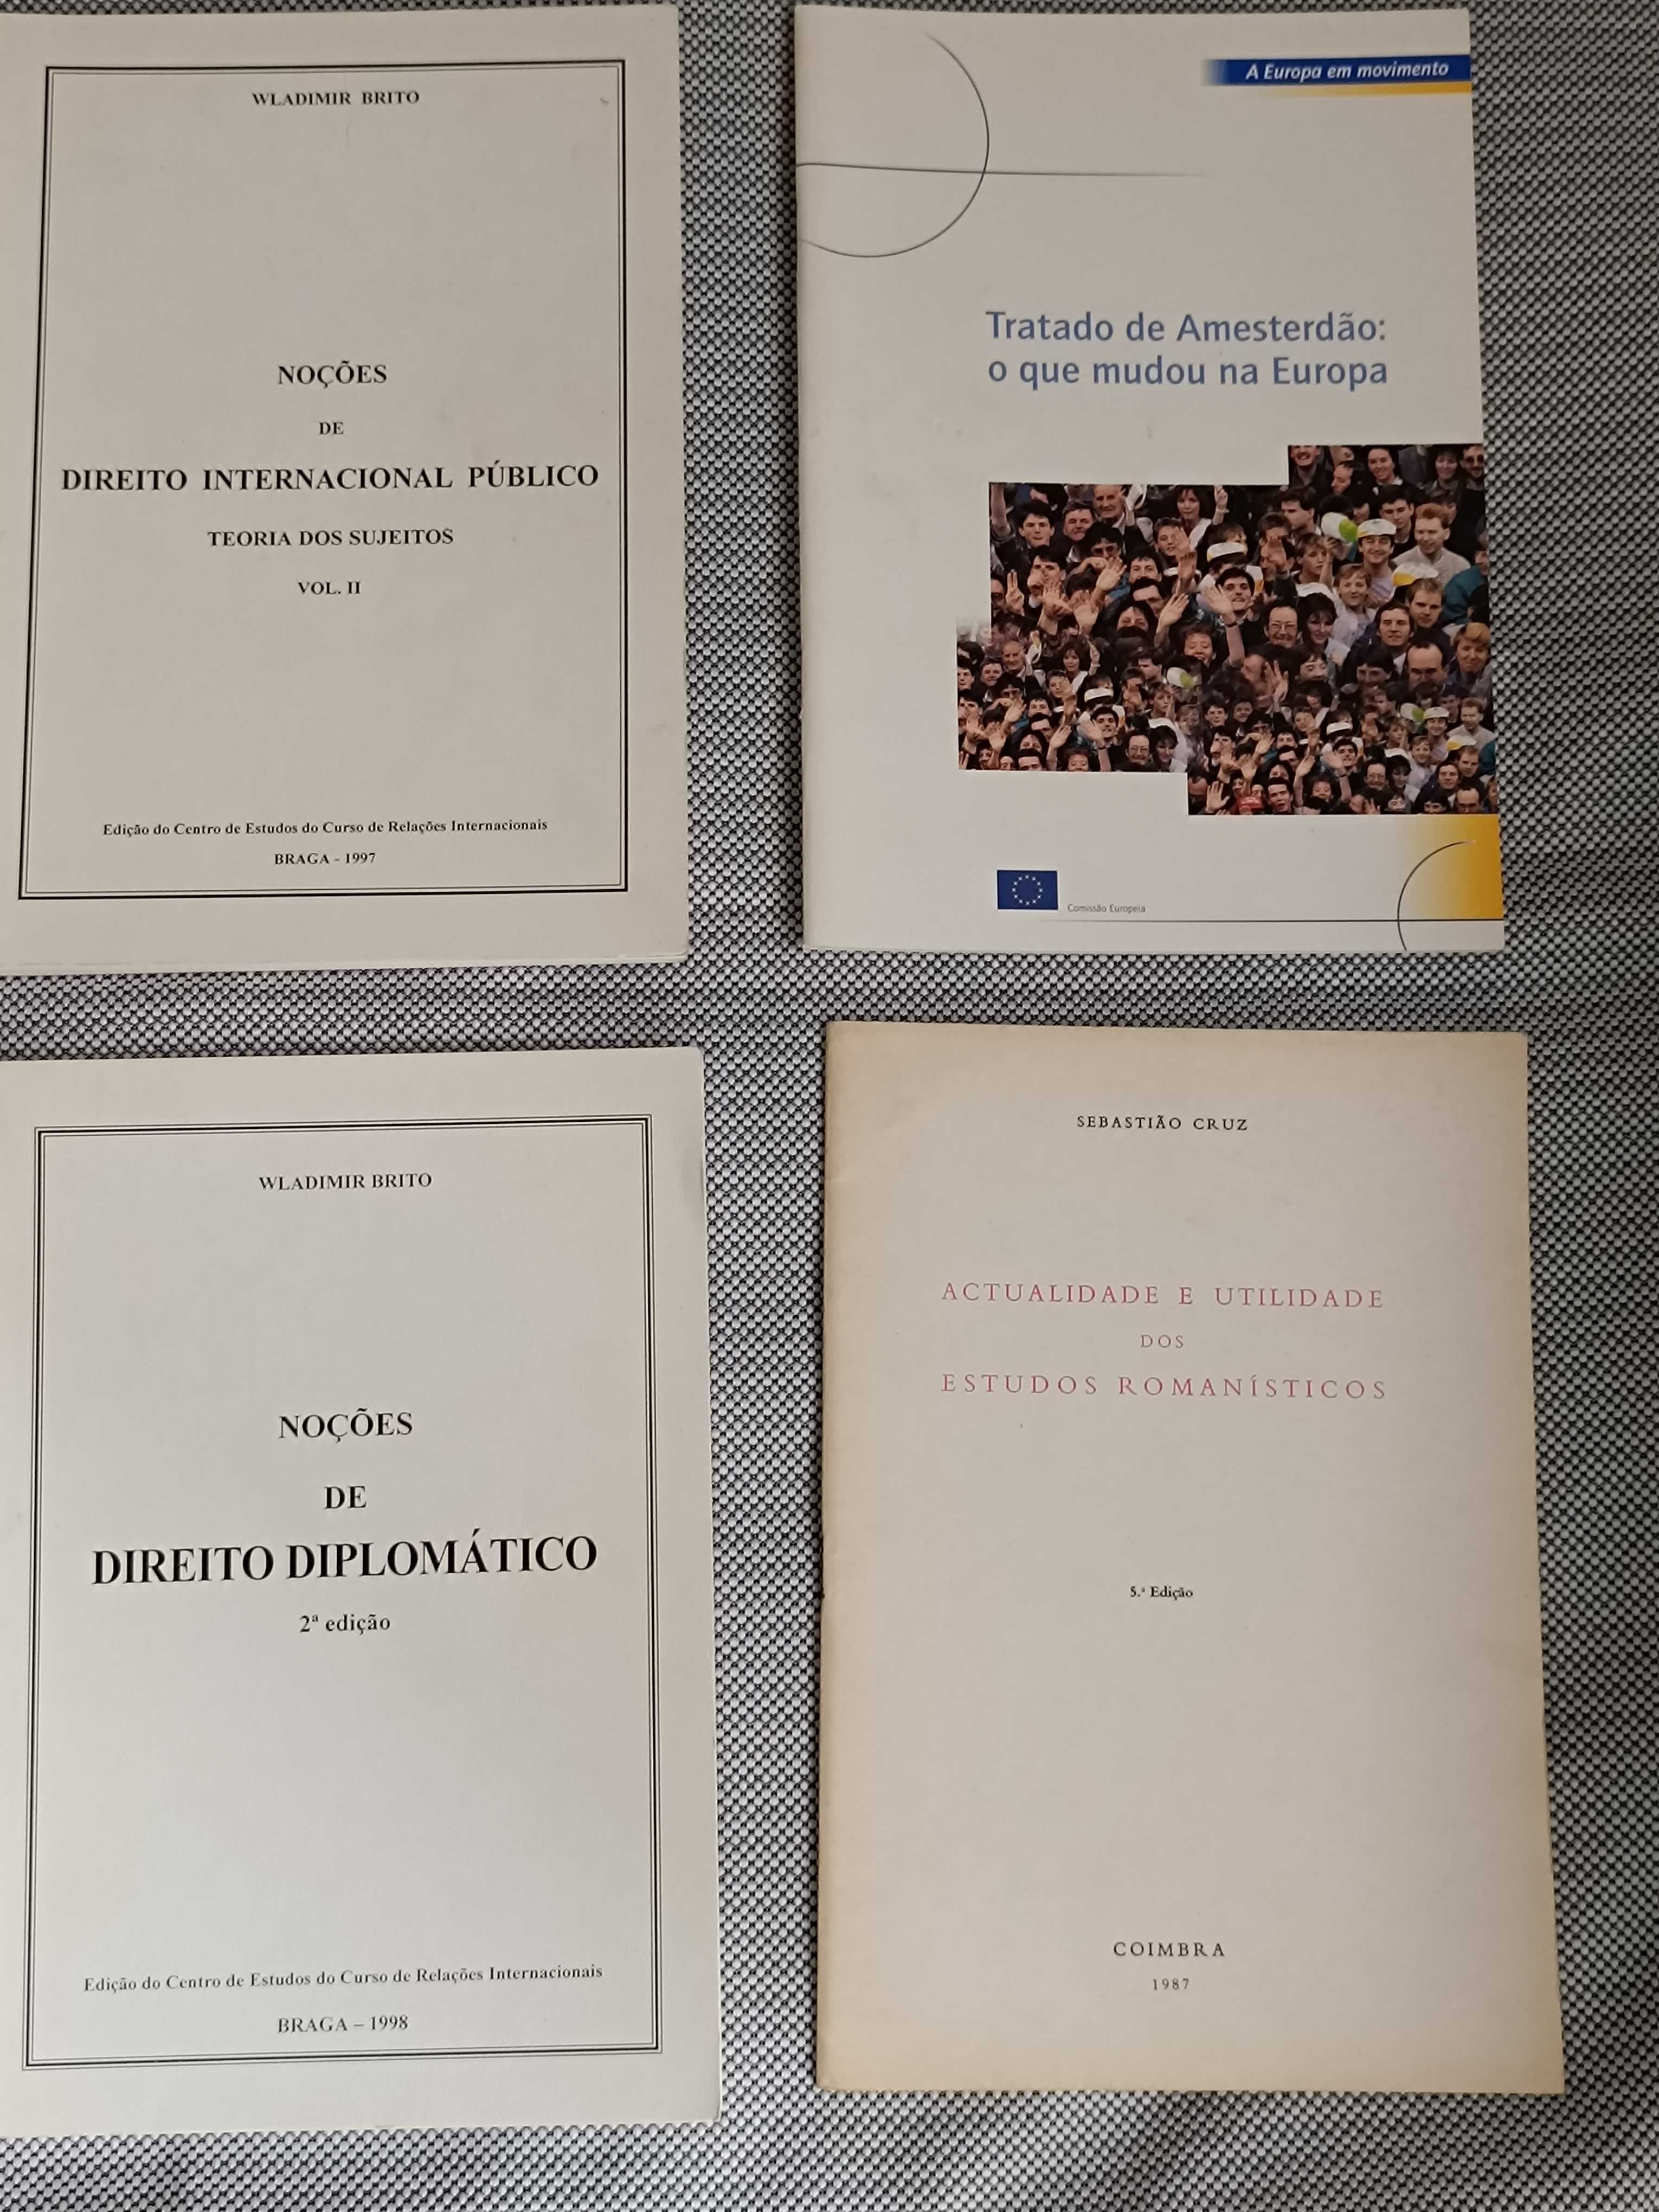 WLADIMIR BRITO
NOÇÕES
DE
DIREITO INTERNACIONAL PÚBLICO
TEORIA DOS SUJEITOS
VOL. II
Edição do Centro de Estudos do Curso de Relações Internacionais
BRAGA - 1997
A Europa em movimento
Tratado de Amesterdão:
o que mudou na Europa
Comissão Europeia
WLADIMIR BRITO
NOÇÕES
DE
DIREITO DIPLOMÁTICO
2ª edição
Edição do Centro de Estudos do Curso de Relações Internacionais
BRAGA – 1998
SEBASTIÃO CRUZ
ACTUALIDADE E UTILIDADE
DOS
ESTUDOS ROMANÍSTICOS
5.ª Edição
COIMBRA
1987